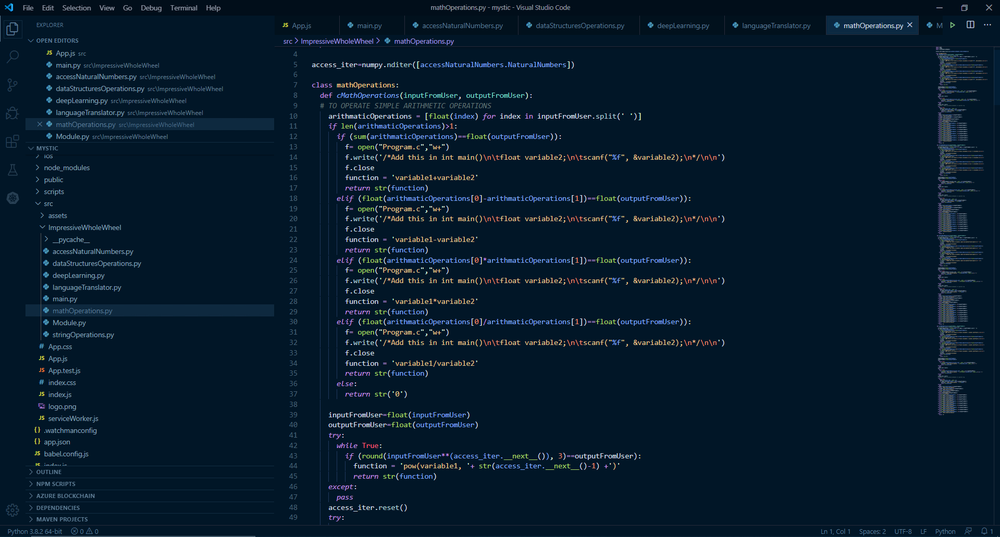 File Edit Selection View Go Debug Terminal Help
mathOperations.py - mystic - Visual Studio Code
EXPLORER
OPEN EDITORS
JS App.js src
main.py src\ImpressiveWholeWheel
accessNaturalNumbers.py src\ImpressiveWholeWheel
dataStructuresOperations.py src\ImpressiveWholeWheel
deepLearning.py src\ImpressiveWholeWheel
languageTranslator.py src\ImpressiveWholeWheel
mathOperations.py src\ImpressiveWholeWheel
Module.py src\ImpressiveWholeWheel
MYSTIC
ios
node_modules
public
scripts
src
assets
ImpressiveWholeWheel
__pycache__
accessNaturalNumbers.py
dataStructuresOperations.py
deepLearning.py
languageTranslator.py
main.py
mathOperations.py
Module.py
stringOperations.py
# App.css
JS App.js
JS App.test.js
# index.css
JS index.js
logo.png
JS serviceWorker.js
{} .watchmanconfig
{} app.json
JS babel.config.js
JS index.js
OUTLINE
NPM SCRIPTS
AZURE BLOCKCHAIN
DEPENDENCIES
MAVEN PROJECTS
JS App.js main.py accessNaturalNumbers.py dataStructuresOperations.py deepLearning.py languageTranslator.py mathOperations.py M
src > ImpressiveWholeWheel > mathOperations.py
4
5 access_iter=numpy.nditer([accessNaturalNumbers.NaturalNumbers])
6
7 class mathOperations:
8 def cMathOperations(inputFromUser, outputFromUser):
9 # TO OPERATE SIMPLE ARITHMETIC OPERATIONS
10 arithmaticOperations = [float(index) for index in inputFromUser.split(' ')]
11 if len(arithmaticOperations)>1:
12 if (sum(arithmaticOperations)==float(outputFromUser)):
13 f= open("Program.c","w+")
14 f.write('/*Add this in int main()\n\tfloat variable2;\n\tscanf("%f", &variable2);\n*/\n\n')
15 f.close
16 function = 'variable1+variable2'
17 return str(function)
18 elif (float(arithmaticOperations[0]-arithmaticOperations[1])==float(outputFromUser)):
19 f= open("Program.c","w+")
20 f.write('/*Add this in int main()\n\tfloat variable2;\n\tscanf("%f", &variable2);\n*/\n\n')
21 f.close
22 function = 'variable1-variable2'
23 return str(function)
24 elif (float(arithmaticOperations[0]*arithmaticOperations[1])==float(outputFromUser)):
25 f= open("Program.c","w+")
26 f.write('/*Add this in int main()\n\tfloat variable2;\n\tscanf("%f", &variable2);\n*/\n\n')
27 f.close
28 function = 'variable1*variable2'
29 return str(function)
30 elif (float(arithmaticOperations[0]/arithmaticOperations[1])==float(outputFromUser)):
31 f= open("Program.c","w+")
32 f.write('/*Add this in int main()\n\tfloat variable2;\n\tscanf("%f", &variable2);\n*/\n\n')
33 f.close
34 function = 'variable1/variable2'
35 return str(function)
36 else:
37 return str('0')
38
39 inputFromUser=float(inputFromUser)
40 outputFromUser=float(outputFromUser)
41 try:
42 while True:
43 if (round(inputFromUser**(access_iter.__next__()), 3)==outputFromUser):
44 function = 'pow(variable1, '+ str(access_iter.__next__()-1) +')'
45 return str(function)
46 except:
47 pass
48 access_iter.reset()
49 try:
Python 3.8.2 64-bit 0 0
Ln 1, Col 1 Spaces: 2 UTF-8 LF Python 1